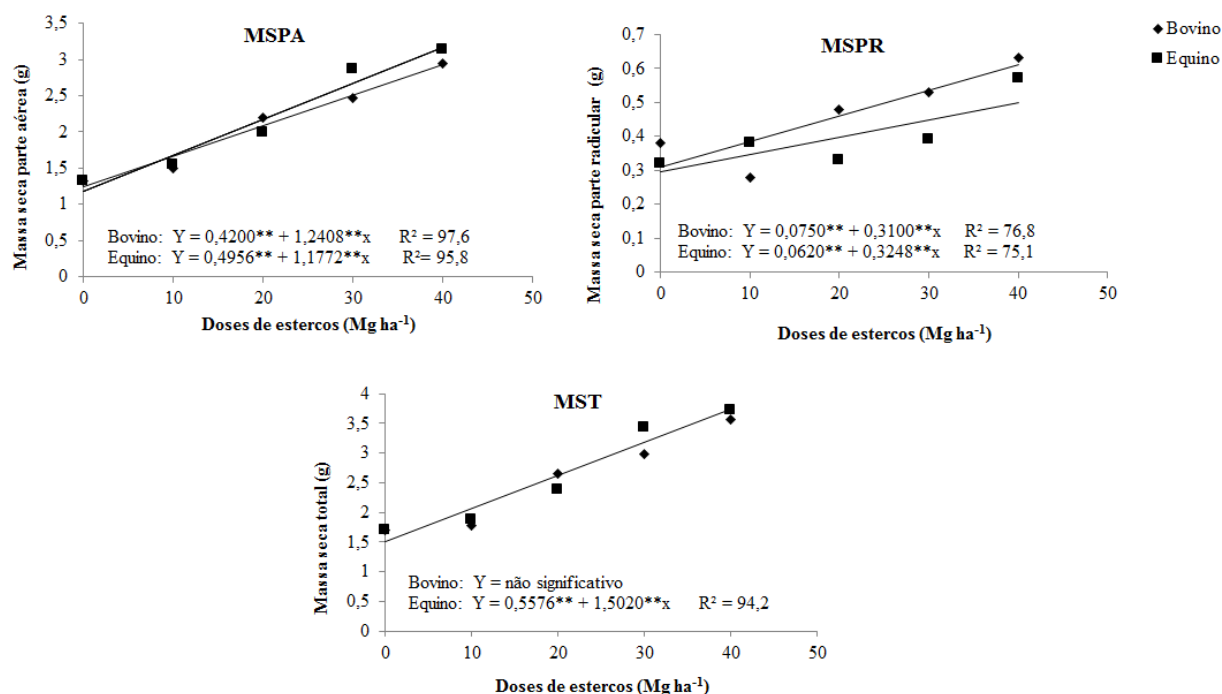 MSPA
Massa seca parte aérea (g)
3,5
3
2,5
2
1,5
1
0,5
0
Bovino: Y = 0,4200** + 1,2408**x R² = 97,6
Equino: Y = 0,4956** + 1,1772**x R²= 95,8
0 10 20 30 40 50
Doses de estercos (Mg ha⁻¹)
MSPR
Massa seca parte radicular (g)
0,7
0,6
0,5
0,4
0,3
0,2
0,1
0
Bovino: Y = 0,0750** + 0,3100**x R² = 76,8
Equino: Y = 0,0620** + 0,3248**x R² = 75,1
0 10 20 30 40 50
Doses de estercos (Mg ha⁻¹)
Bovino
Equino
MST
Massa seca total (g)
4
3,5
3
2,5
2
1,5
1
0,5
0
Bovino: Y = não significativo
Equino: Y = 0,5576** + 1,5020**x R² = 94,2
0 10 20 30 40 50
Doses de estercos (Mg ha⁻¹)